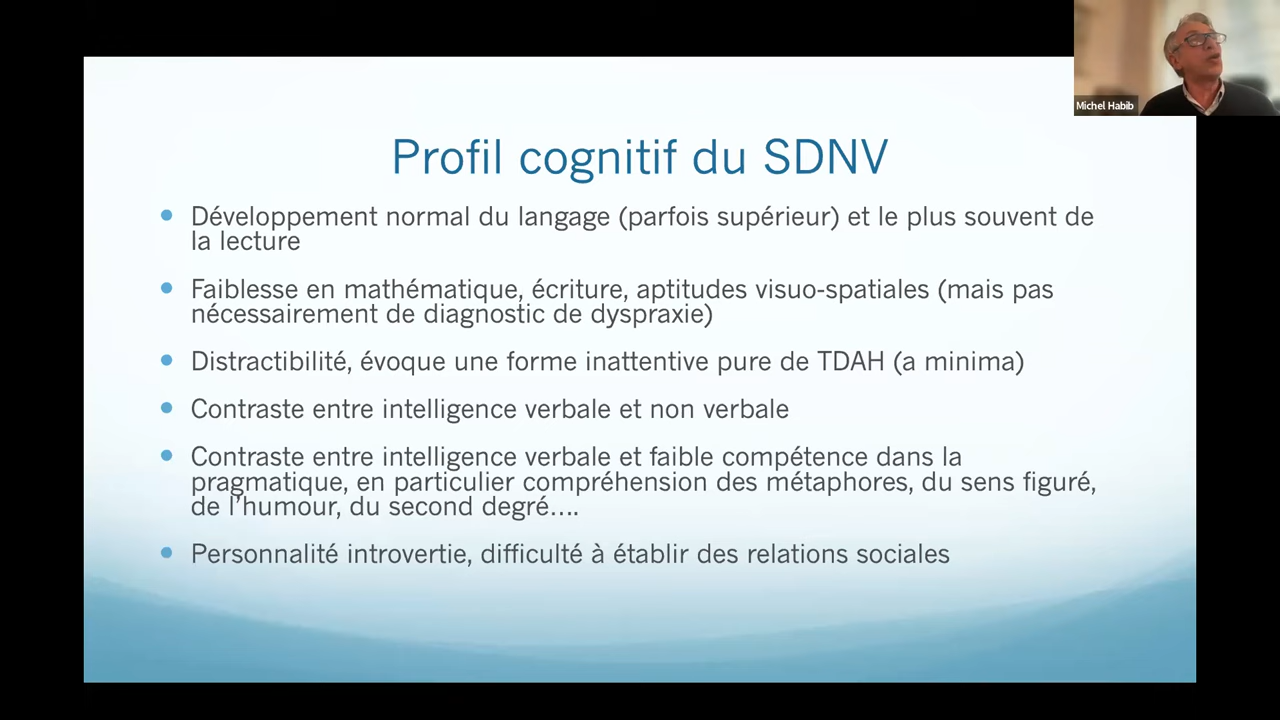 Michel Habib
Profil cognitif du SDNV
Développement normal du langage (parfois supérieur) et le plus souvent de
la lecture
Faiblesse en mathématique, écriture, aptitudes visuo-spatiales (mais pas
nécessairement de diagnostic de dyspraxie)
Distractibilité, évoque une forme inattentive pure de TDAH (a minima)
Contraste entre intelligence verbale et non verbale
Contraste entre intelligence verbale et faible compétence dans la
pragmatique, en particulier compréhension des métaphores, du sens figuré,
de l’humour, du second degré….
Personnalité introvertie, difficulté à établir des relations sociales